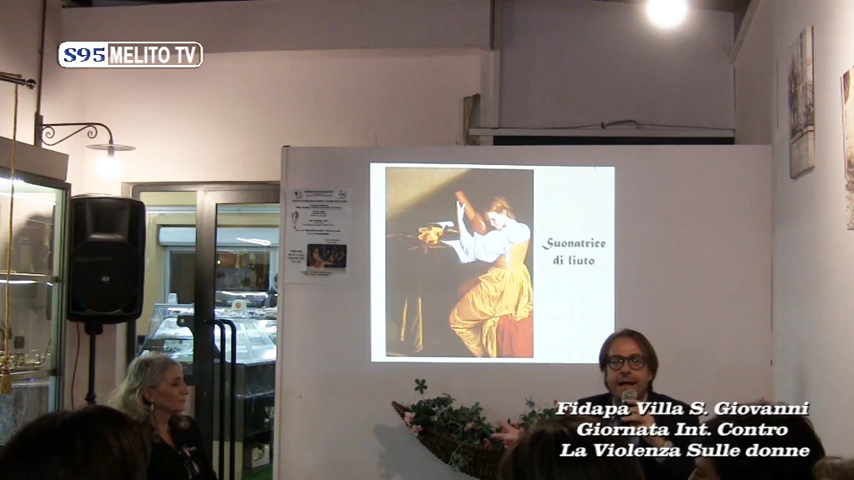 S95 MELITO TV
Suonatrice
di liuto
Fidapa Villa S. Giovanni
Giornata Int. Contro
La Violenza Sulle donne